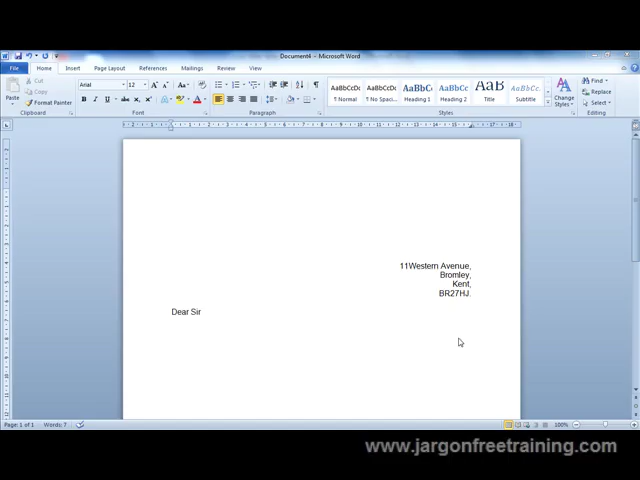 Document4 - Microsoft Word
File Home Insert Page Layout References Mailings Review View
Paste Cut Copy Format Painter
Clipboard
Arial 12
Font
Paragraph
AaBbCcDc AaBbCcDc AaBbCc AaBbCc AaB AaBbCc.
¶ Normal ¶ No Spaci... Heading 1 Heading 2 Title Subtitle
Change Styles
Styles
Find Replace Select
Editing
11Western Avenue,
Bromley,
Kent,
BR27HJ.
Dear Sir
Page: 1 of 1 Words: 7 100%
www.jargonfreetraining.com